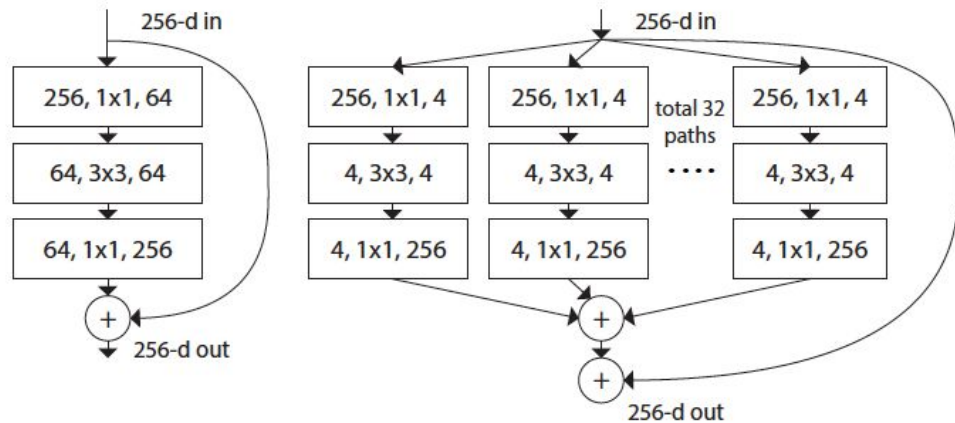 256-d in
256, 1x1, 64
64, 3x3, 64
64, 1x1, 256
+
256-d out
256-d in
256, 1x1, 4
256, 1x1, 4
total 32
paths
....
256, 1x1, 4
4, 3x3, 4
4, 3x3, 4
4, 3x3, 4
4, 1x1, 256
4, 1x1, 256
4, 1x1, 256
+
+
256-d out